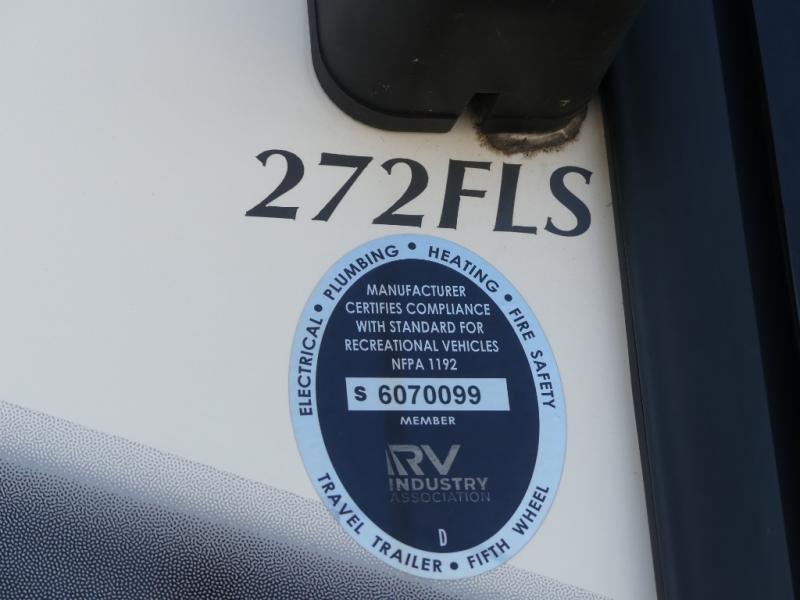 272FLS
ELECTRICAL • PLUMBING • HEATING • FIRE SAFETY
MANUFACTURER
CERTIFIES COMPLIANCE
WITH STANDARD FOR
RECREATIONAL VEHICLES
NFPA 1192
S 6070099
MEMBER
RV
INDUSTRY
ASSOCIATION
D
TRAVEL TRAILER • FIFTH WHEEL